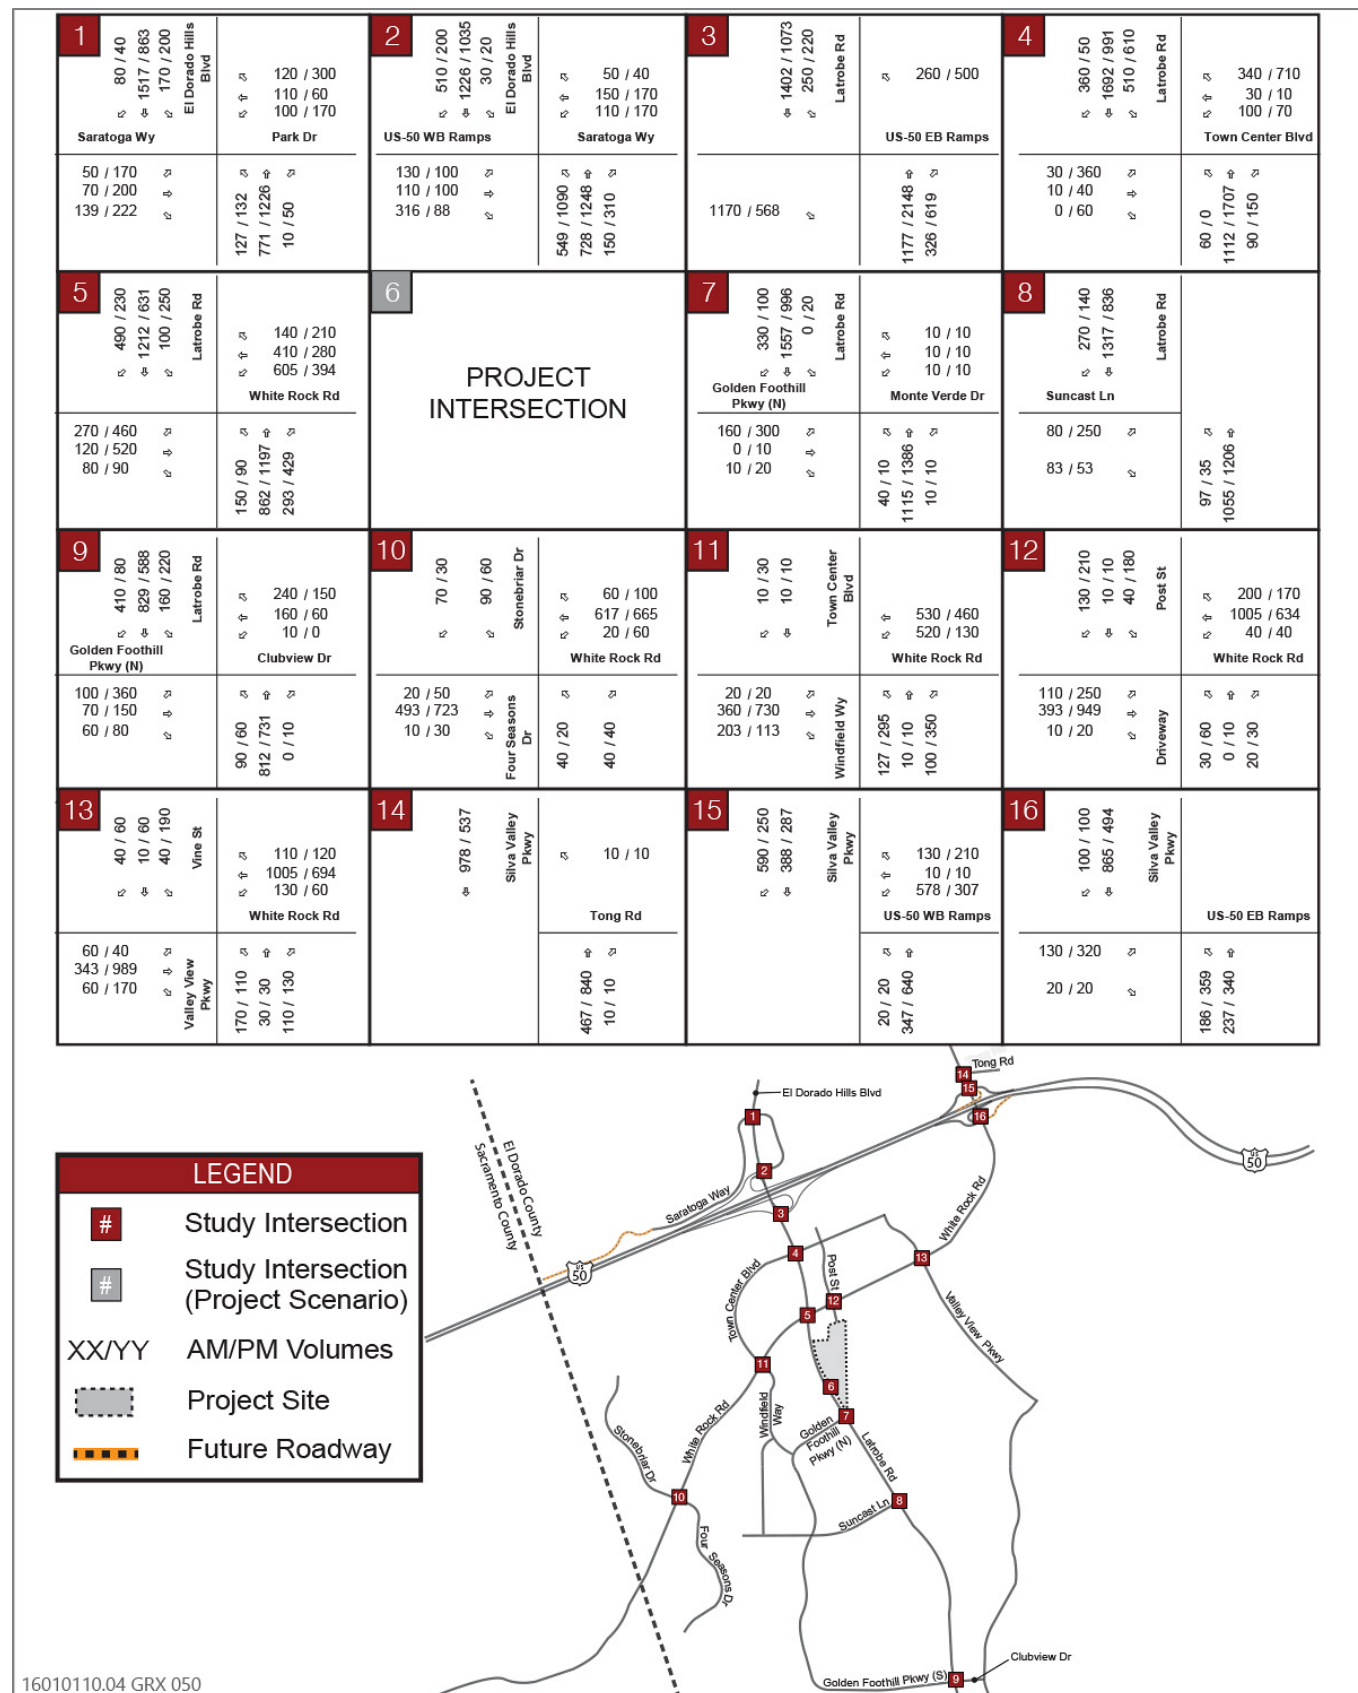 1
80 / 40
1517 / 863
170 / 200
El Dorado Hills
Blvd
120 / 300
110 / 60
100 / 170
Saratoga Wy
Park Dr
50 / 170
70 / 200
139 / 222
127 / 132
771 / 1226
10 / 50
2
510 / 200
1226 / 1035
30 / 20
El Dorado Hills
Blvd
50 / 40
150 / 170
110 / 170
US-50 WB Ramps
Saratoga Wy
130 / 100
110 / 100
316 / 88
549 / 1090
728 / 1248
150 / 310
3
1402 / 1073
250 / 220
Latrobe Rd
260 / 500
US-50 EB Ramps
1170 / 568
1177 / 2148
326 / 619
4
360 / 50
1692 / 991
510 / 610
Latrobe Rd
340 / 710
30 / 10
100 / 70
Town Center Blvd
30 / 360
10 / 40
0 / 60
60 / 0
1112 / 1707
90 / 150
5
490 / 230
1212 / 631
100 / 250
Latrobe Rd
140 / 210
410 / 280
605 / 394
White Rock Rd
270 / 460
120 / 520
80 / 90
150 / 90
862 / 1197
293 / 429
6
PROJECT
INTERSECTION
7
330 / 100
1557 / 996
0 / 20
Latrobe Rd
10 / 10
10 / 10
10 / 10
Golden Foothill
Pkwy (N)
Monte Verde Dr
160 / 300
0 / 10
10 / 20
40 / 10
1115 / 1386
10 / 10
8
270 / 140
1317 / 836
Latrobe Rd
Suncast Ln
80 / 250
83 / 53
97 / 35
1055 / 1206
9
410 / 80
829 / 588
160 / 220
Latrobe Rd
240 / 150
160 / 60
10 / 0
Golden Foothill
Pkwy (N)
Clubview Dr
100 / 360
70 / 150
60 / 80
90 / 60
812 / 731
0 / 10
10
70 / 30
90 / 60
Stonebriar Dr
60 / 100
617 / 665
20 / 60
White Rock Rd
20 / 50
493 / 723
10 / 30
Four Seasons
Dr
40 / 20
40 / 40
11
10 / 30
10 / 10
Town Center
Blvd
530 / 460
520 / 130
White Rock Rd
20 / 20
360 / 730
203 / 113
Windfield Wy
127 / 295
10 / 10
100 / 350
12
130 / 210
10 / 10
40 / 180
Post St
200 / 170
1005 / 634
40 / 40
White Rock Rd
110 / 250
393 / 949
10 / 20
Driveway
30 / 60
0 / 10
20 / 30
13
40 / 60
10 / 60
40 / 190
Vine St
110 / 120
1005 / 694
130 / 60
White Rock Rd
60 / 40
343 / 989
60 / 170
Valley View
Pkwy
170 / 110
30 / 30
110 / 130
14
978 / 537
Silva Valley
Pkwy
10 / 10
Tong Rd
467 / 840
10 / 10
15
590 / 250
388 / 287
Silva Valley
Pkwy
130 / 210
10 / 10
578 / 307
US-50 WB Ramps
20 / 20
347 / 640
16
100 / 100
865 / 494
Silva Valley
Pkwy
US-50 EB Ramps
130 / 320
20 / 20
186 / 359
237 / 340
LEGEND
# Study Intersection
# Study Intersection
(Project Scenario)
XX/YY AM/PM Volumes
Project Site
Future Roadway
14
Tong Rd
15
16
El Dorado Hills Blvd
1
2
3
4
5
12
13
11
6
7
8
10
9
El Dorado County
Sacramento County
Saratoga Way
US
50
US
50
White Rock Rd
Town Center Blvd
Post St
Valley View Pkwy
Windfield
Way
Golden
Foothill
Pkwy (N)
Latrobe Rd
Stonebriar Dr
White Rock Rd
Suncast Ln
Four Seasons Dr
Clubview Dr
Golden Foothill Pkwy (S)
16010110.04 GRX 050